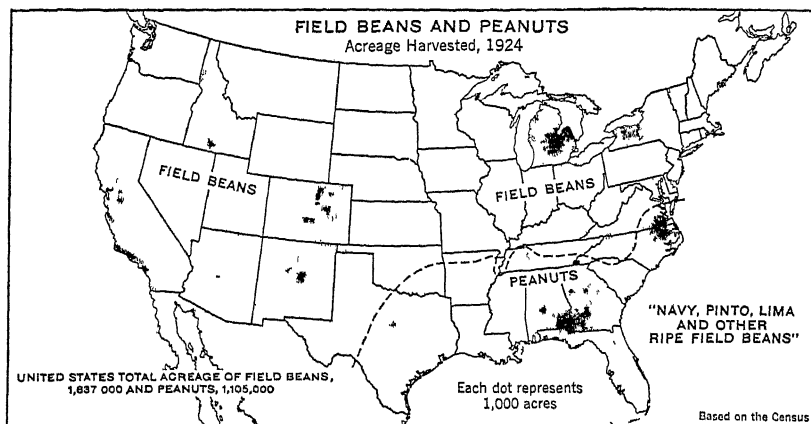 FIELD BEANS AND PEANUTS
Acreage Harvested, 1924
FIELD BEANS
FIELD BEANS
PEANUTS
"NAVY, PINTO, LIMA
AND OTHER
RIPE FIELD BEANS"
UNITED STATES TOTAL ACREAGE OF FIELD BEANS,
1,837 000 AND PEANUTS, 1,105,000
Each dot represents
1,000 acres
Based on the Census